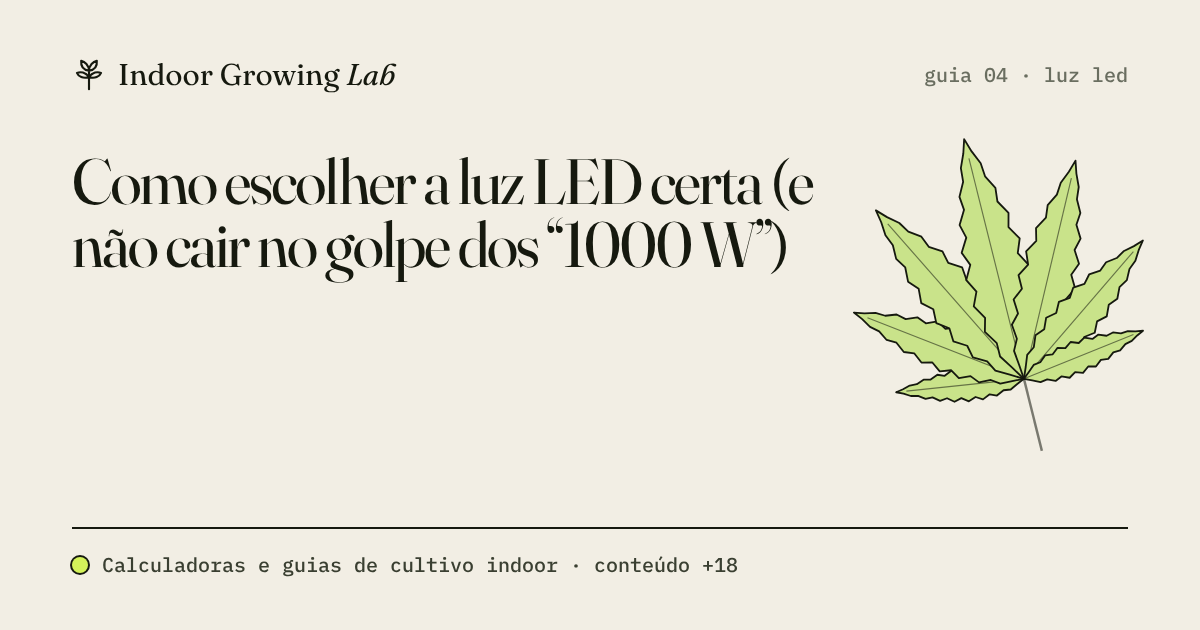 Indoor Growing Lab
guia 04 · luz led
Como escolher a luz LED certa (e
não cair no golpe dos “1000 W”)
Calculadoras e guias de cultivo indoor · conteúdo +18